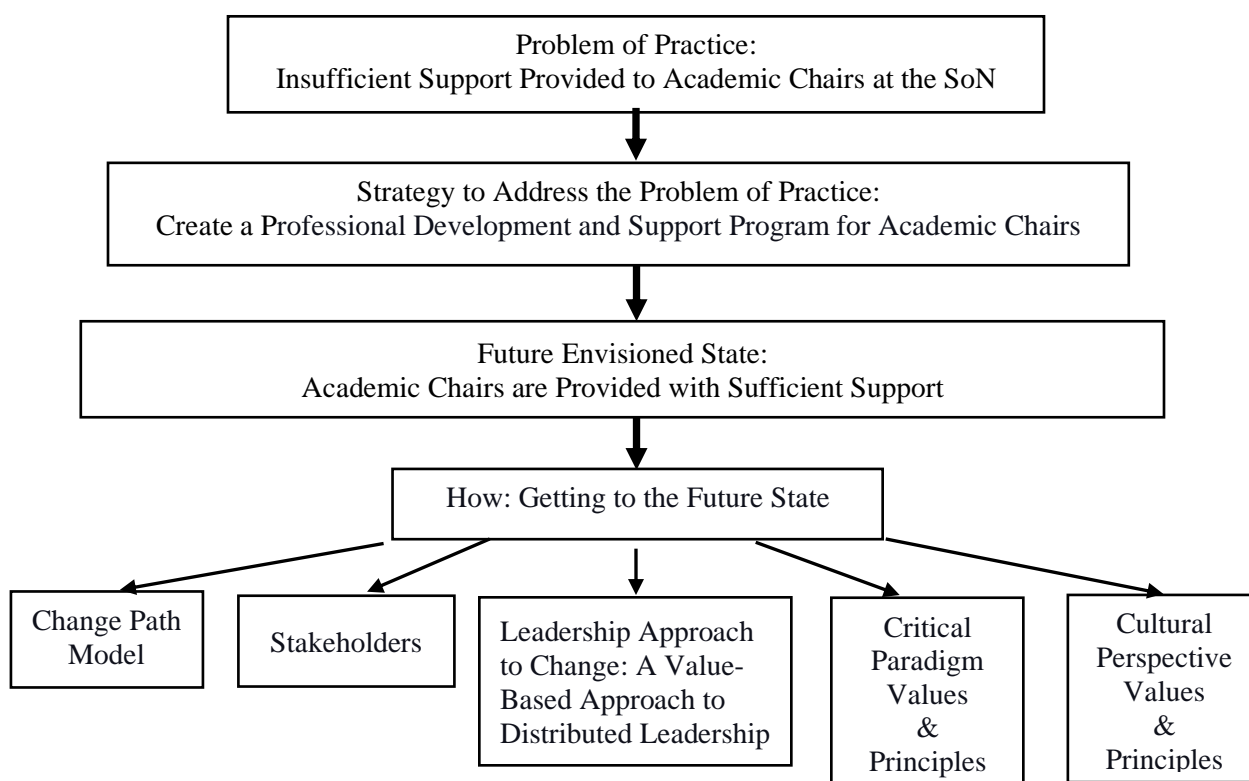 Problem of Practice:
Insufficient Support Provided to Academic Chairs at the SoN
Strategy to Address the Problem of Practice:
Create a Professional Development and Support Program for Academic Chairs
Future Envisioned State:
Academic Chairs are Provided with Sufficient Support
How: Getting to the Future State
Change Path
Model
Stakeholders
Leadership Approach
to Change: A Value-
Based Approach to
Distributed Leadership
Critical
Paradigm
Values
&
Principles
Cultural
Perspective
Values
&
Principles